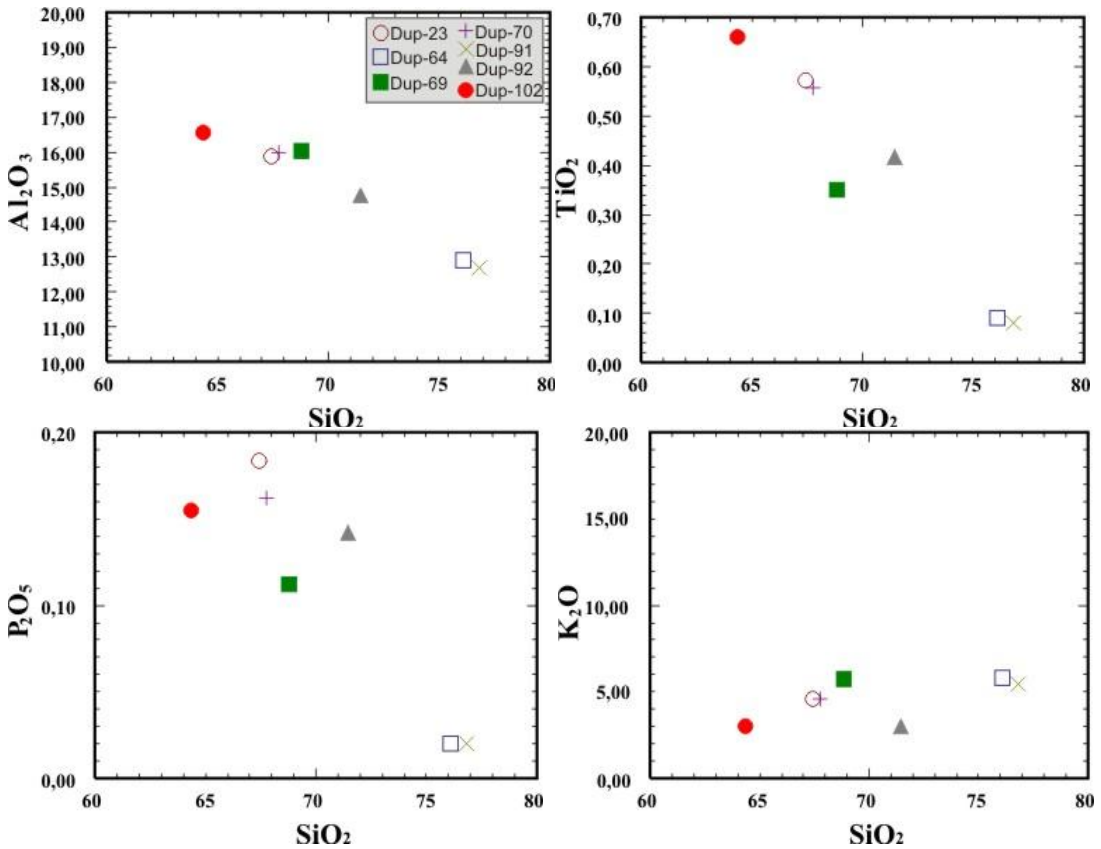 20,00
19,00
18,00
17,00
16,00
15,00
14,00
13,00
12,00
11,00
10,00
Al₂O₃
60 65 70 75 80
SiO₂
Dup-23
Dup-64
Dup-69
Dup-70
Dup-91
Dup-92
Dup-102
0,70
0,60
0,50
0,40
0,30
0,20
0,10
0,00
TiO₂
60 65 70 75 80
SiO₂
0,20
0,10
0,00
P₂O₅
60 65 70 75 80
SiO₂
20,00
15,00
10,00
5,00
0,00
K₂O
60 65 70 75 80
SiO₂